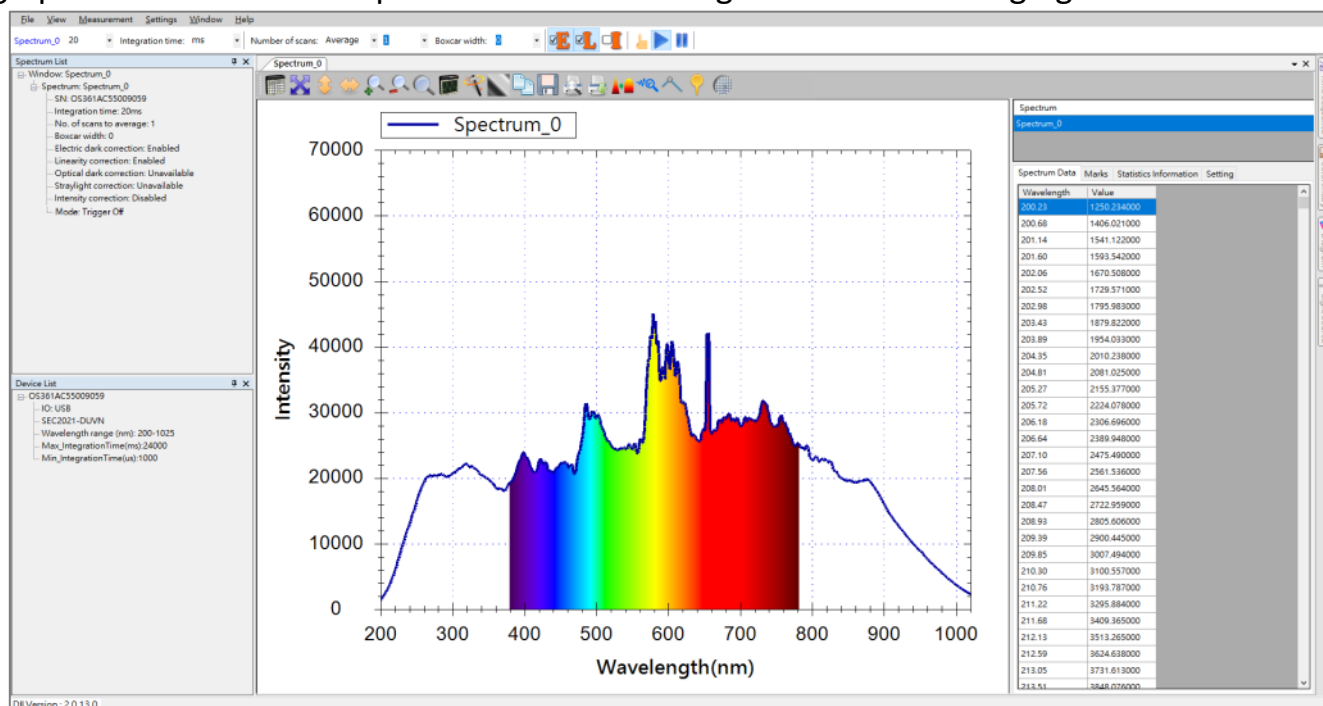 File View Measurement Settings Window Help
Spectrum_0 20 Integration time: ms Number of scans: Average 1 Boxcar width: 0
Spectrum List
Window: Spectrum_0
Spectrum: Spectrum_0
SN: OS361AC55009059
Integration time: 20ms
No. of scans to average: 1
Boxcar width: 0
Electric dark correction: Enabled
Linearity correction: Enabled
Optical dark correction: Unavailable
Straylight correction: Unavailable
Intensity correction: Disabled
Mode: Trigger Off
Device List
OS361AC55009059
IO: USB
SEC2021-DUVN
Wavelength range (nm): 200-1025
Max_IntegrationTime(ms):24000
Min_IntegrationTime(us):1000
Spectrum_0
Spectrum_0
70000
60000
50000
40000
30000
20000
10000
0
Intensity
200 300 400 500 600 700 800 900 1000
Wavelength(nm)
Spectrum
Spectrum_0
Spectrum Data Marks Statistics Information Setting
Wavelength Value
200.23 1250.234000
200.68 1406.021000
201.14 1541.122000
201.60 1593.542000
202.06 1670.508000
202.52 1729.571000
202.98 1795.983000
203.43 1879.822000
203.89 1954.033000
204.35 2010.238000
204.81 2081.025000
205.27 2155.377000
205.72 2224.078000
206.18 2306.696000
206.64 2389.948000
207.10 2475.490000
207.56 2561.536000
208.01 2645.564000
208.47 2722.959000
208.93 2805.606000
209.39 2900.445000
209.85 3007.494000
210.30 3100.557000
210.76 3193.787000
211.22 3295.884000
211.68 3409.365000
212.13 3513.265000
212.59 3624.638000
213.05 3731.613000
213.51 3848.076000
Dll Version : 2.0.13.0